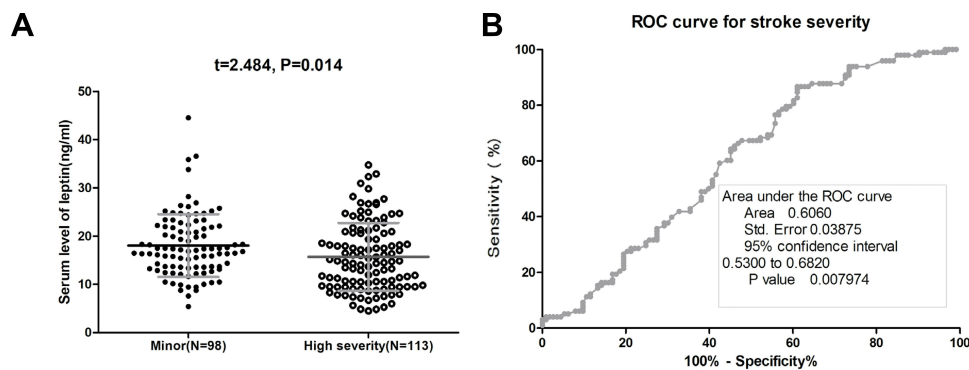 A
t=2.484, P=0.014
Serum level of leptin(ng/ml)
50
40
30
20
10
0
Minor(N=98)
High severity(N=113)
B
ROC curve for stroke severity
Sensitivity ( %)
100
80
60
40
20
0
Area under the ROC curve
Area 0.6060
Std. Error 0.03875
95% confidence interval
0.5300 to 0.6820
P value 0.007974
0 20 40 60 80 100
100% - Specificity%